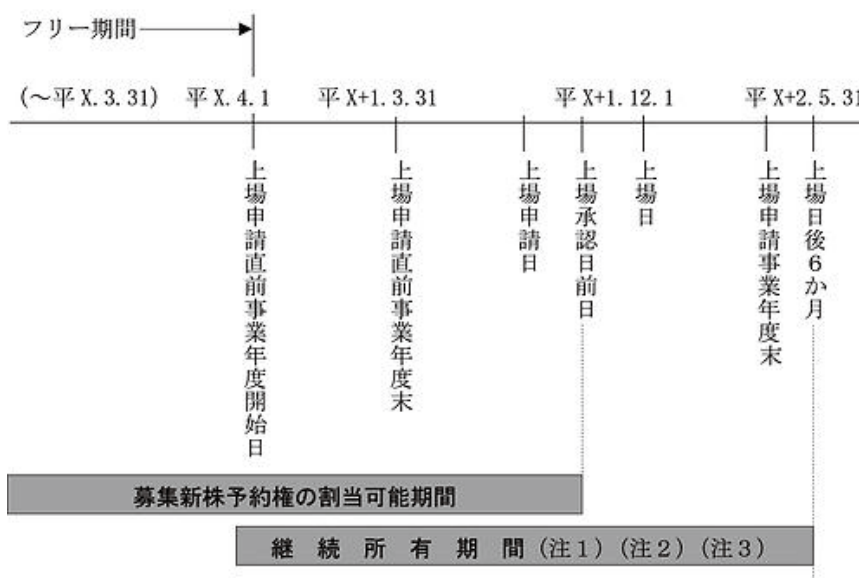 フリー期間
(～平 X.3.31) 平 X.4.1 平 X+1.3.31 平 X+1.12.1 平 X+2.5.31
上場申請直前事業年度開始日
上場申請直前事業年度末
上場申請日
上場承認日前日
上場日
上場申請事業年度末
上場日後６か月
募集新株予約権の割当可能期間
継続所有期間(注１)(注２)(注３)